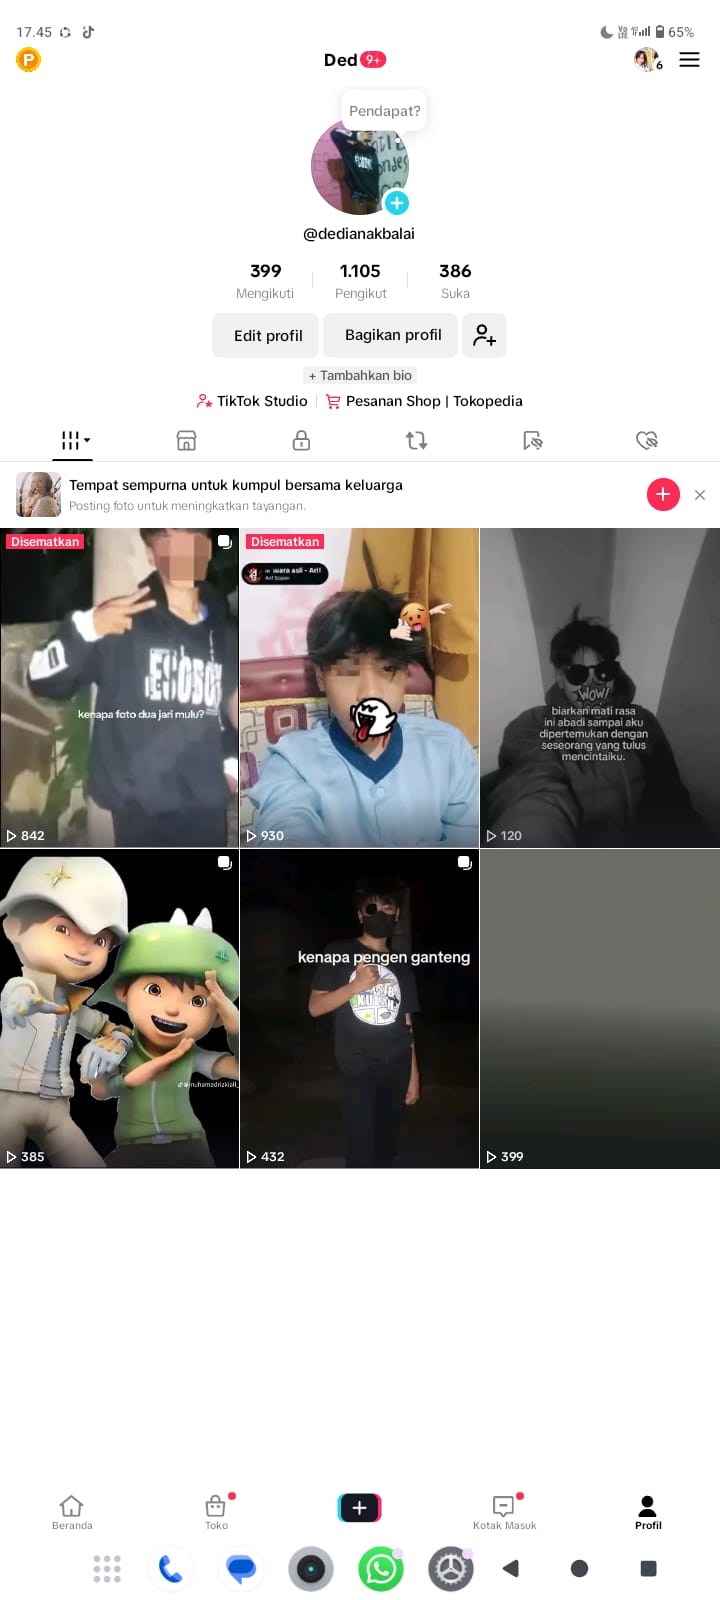 17.45
65%
P
Ded 9+
6
Pendapat?
@dedianakbalai
399
Mengikuti
1.105
Pengikut
386
Suka
Edit profil
Bagikan profil
+ Tambahkan bio
TikTok Studio
Pesanan Shop | Tokopedia
Tempat sempurna untuk kumpul bersama keluarga
Posting foto untuk meningkatkan tayangan.
Disematkan
kenapa foto dua jari mulu?
842
Disematkan
suara asli - Arif
Arif Sopan
930
WOW!
biarkan mati rasa
ini abadi sampai aku
dipertemukan dengan
seseorang yang tulus
mencintaiku.
120
385
kenapa pengen ganteng
432
399
Beranda
Toko
Kotak Masuk
Profil